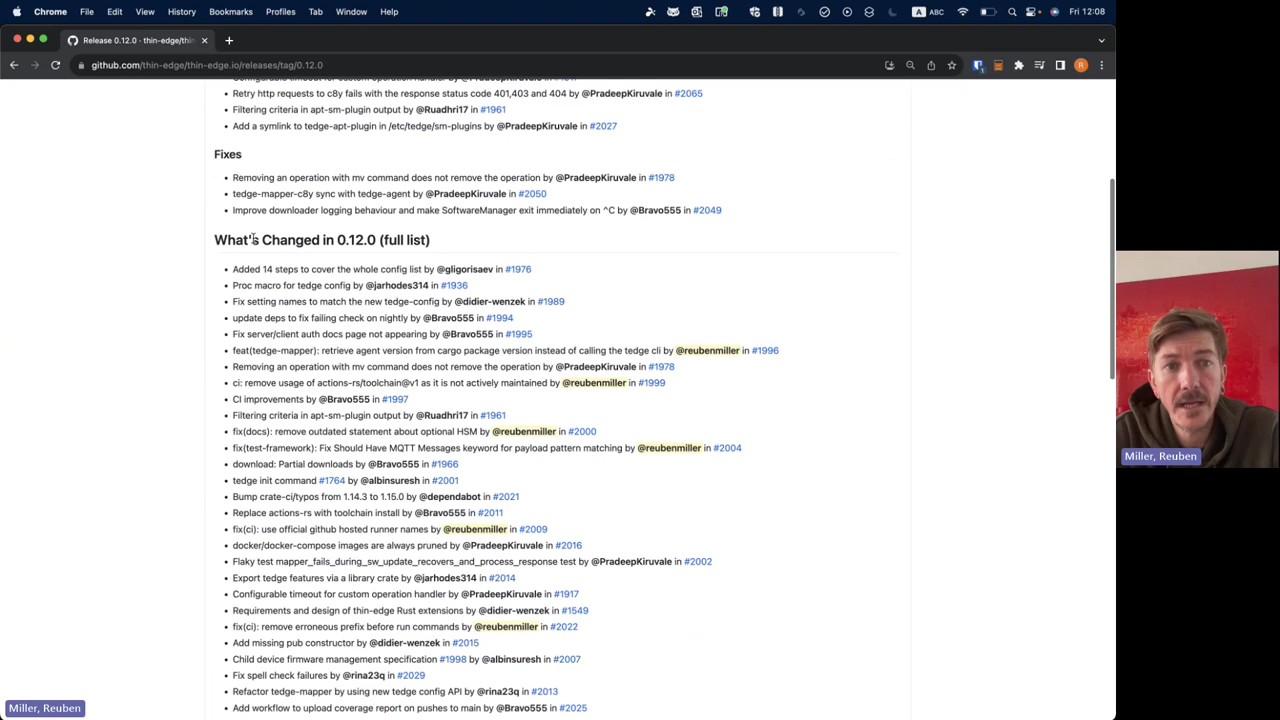 Chrome File Edit View History Bookmarks Profiles Tab Window Help ABC Fri 12:08
Release 0.12.0 · thin-edge/thin-
github.com/thin-edge/thin-edge.io/releases/tag/0.12.0
Retry http requests to c8y fails with the response status code 401,403 and 404 by @PradeepKiruvale in #2065
Filtering criteria in apt-sm-plugin output by @Ruadhri17 in #1961
Add a symlink to tedge-apt-plugin in /etc/tedge/sm-plugins by @PradeepKiruvale in #2027
Fixes
Removing an operation with mv command does not remove the operation by @PradeepKiruvale in #1978
tedge-mapper-c8y sync with tedge-agent by @PradeepKiruvale in #2050
Improve downloader logging behaviour and make SoftwareManager exit immediately on ^C by @Bravo555 in #2049
What's Changed in 0.12.0 (full list)
Added 14 steps to cover the whole config list by @gligorisaev in #1976
Proc macro for tedge config by @jarhodes314 in #1936
Fix setting names to match the new tedge-config by @didier-wenzek in #1989
update deps to fix failing check on nightly by @Bravo555 in #1994
Fix server/client auth docs page not appearing by @Bravo555 in #1995
feat(tedge-mapper): retrieve agent version from cargo package version instead of calling the tedge cli by @reubenmiller in #1996
Removing an operation with mv command does not remove the operation by @PradeepKiruvale in #1978
ci: remove usage of actions-rs/toolchain@v1 as it is not actively maintained by @reubenmiller in #1999
CI improvements by @Bravo555 in #1997
Filtering criteria in apt-sm-plugin output by @Ruadhri17 in #1961
fix(docs): remove outdated statement about optional HSM by @reubenmiller in #2000
fix(test-framework): Fix Should Have MQTT Messages keyword for payload pattern matching by @reubenmiller in #2004
download: Partial downloads by @Bravo555 in #1966
tedge init command #1764 by @albinsuresh in #2001
Bump crate-ci/typos from 1.14.3 to 1.15.0 by @dependabot in #2021
Replace actions-rs with toolchain install by @Bravo555 in #2011
fix(ci): use official github hosted runner names by @reubenmiller in #2009
docker/docker-compose images are always pruned by @PradeepKiruvale in #2016
Flaky test mapper_fails_during_sw_update_recovers_and_process_response test by @PradeepKiruvale in #2002
Export tedge features via a library crate by @jarhodes314 in #2014
Configurable timeout for custom operation handler by @PradeepKiruvale in #1917
Requirements and design of thin-edge Rust extensions by @didier-wenzek in #1549
fix(ci): remove erroneous prefix before run commands by @reubenmiller in #2022
Add missing pub constructor by @didier-wenzek in #2015
Child device firmware management specification #1998 by @albinsuresh in #2007
Fix spell check failures by @rina23q in #2029
Refactor tedge-mapper by using new tedge config API by @rina23q in #2013
Add workflow to upload coverage report on pushes to main by @Bravo555 in #2025
Miller, Reuben
Miller, Reuben